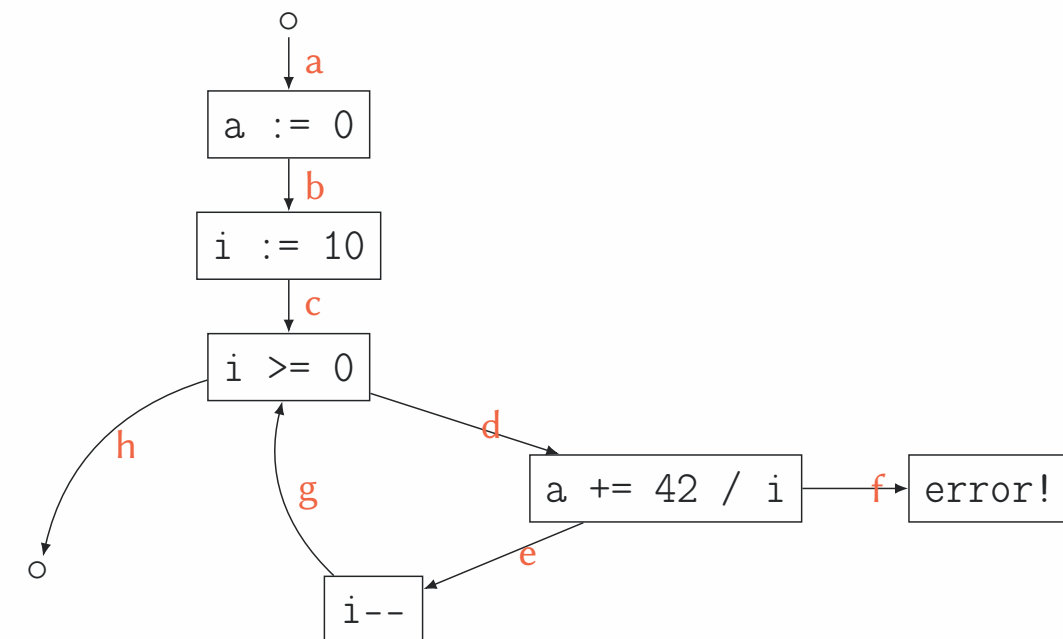 a
a := 0
b
i := 10
c
i >= 0
d
h
g
a += 42 / i
f
error!
e
i--